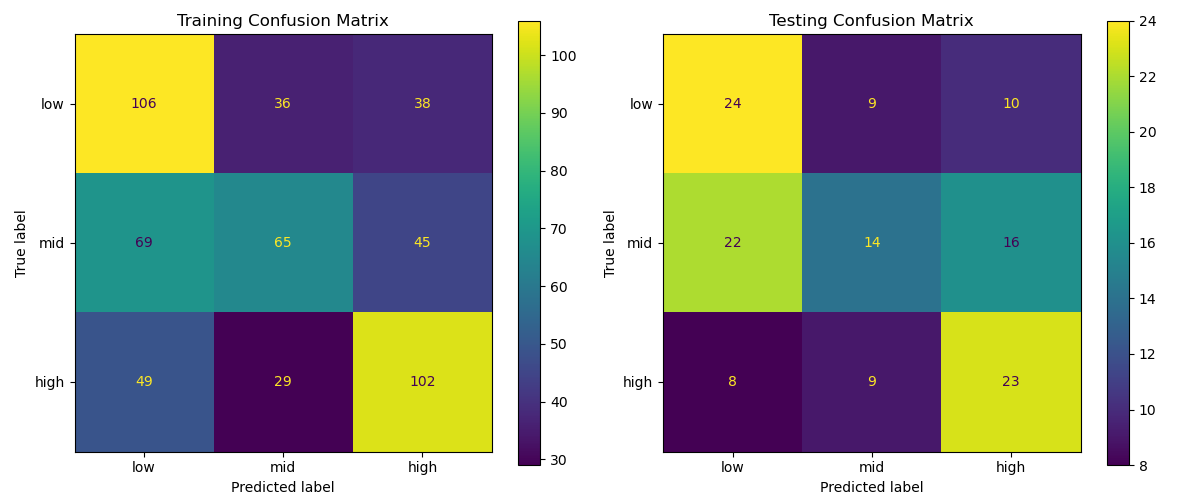 Training Confusion Matrix
True label
low
mid
high
106 36 38
69 65 45
49 29 102
low mid high
Predicted label
100
90
80
70
60
50
40
30
Testing Confusion Matrix
True label
low
mid
high
24 9 10
22 14 16
8 9 23
low mid high
Predicted label
24
22
20
18
16
14
12
10
8